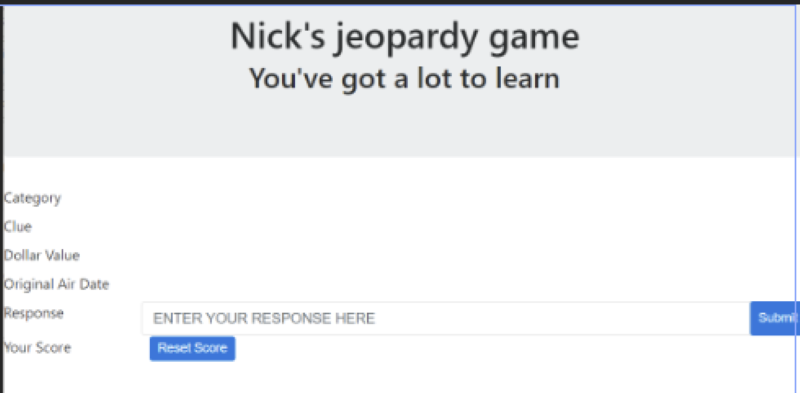 Nick's jeopardy game
You've got a lot to learn
Category
Clue
Dollar Value
Original Air Date
Response ENTER YOUR RESPONSE HERE Submit
Your Score Reset Score